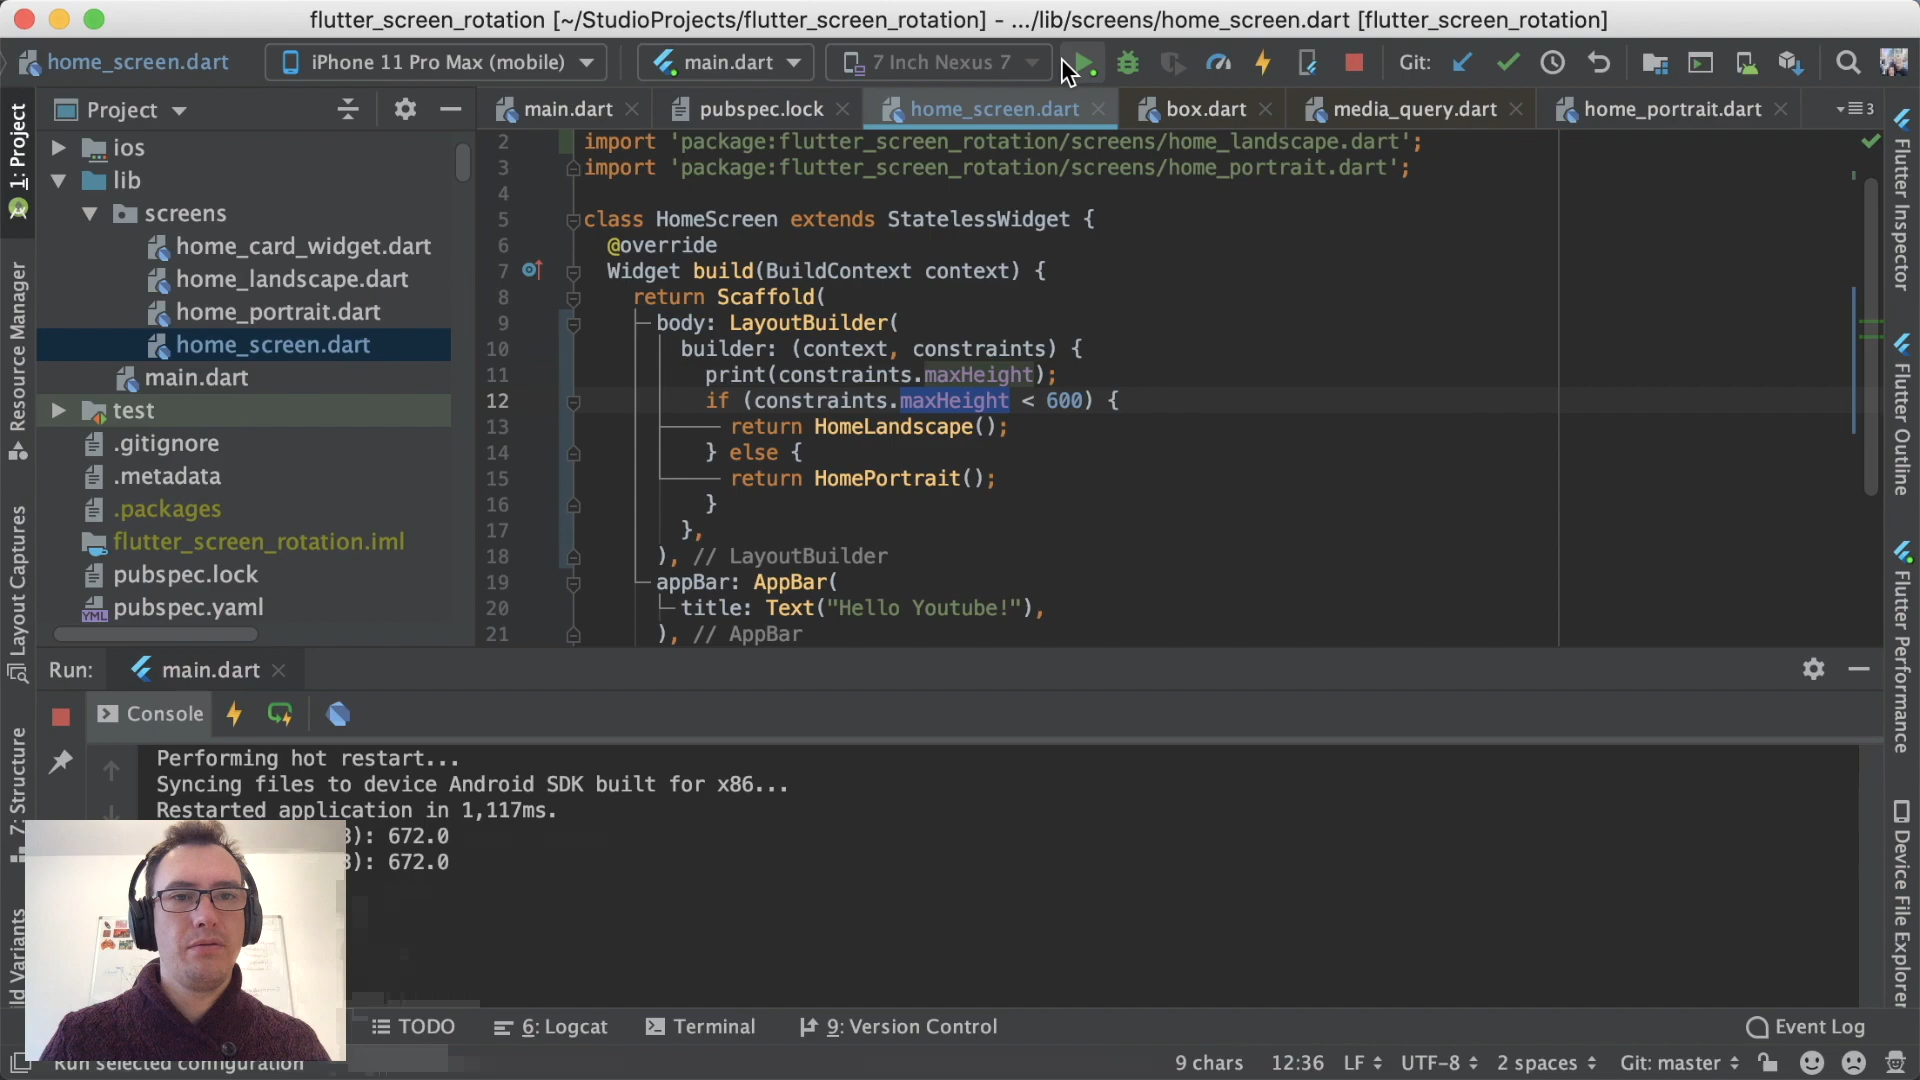 flutter_screen_rotation [~/StudioProjects/flutter_screen_rotation] - .../lib/screens/home_screen.dart [flutter_screen_rotation]
home_screen.dart
iPhone 11 Pro Max (mobile)
main.dart
7 Inch Nexus 7
Git:
1: Project
Resource Manager
Layout Captures
7: Structure
ld Variants
Project
ios
lib
screens
home_card_widget.dart
home_landscape.dart
home_portrait.dart
home_screen.dart
main.dart
test
.gitignore
.metadata
.packages
flutter_screen_rotation.iml
pubspec.lock
YML pubspec.yaml
main.dart
pubspec.lock
home_screen.dart
box.dart
media_query.dart
home_portrait.dart
3
2 import 'package:flutter_screen_rotation/screens/home_landscape.dart';
3 import 'package:flutter_screen_rotation/screens/home_portrait.dart';
4
5 class HomeScreen extends StatelessWidget {
6 @override
7 Widget build(BuildContext context) {
8 return Scaffold(
9 body: LayoutBuilder(
10 builder: (context, constraints) {
11 print(constraints.maxHeight);
12 if (constraints.maxHeight < 600) {
13 return HomeLandscape();
14 } else {
15 return HomePortrait();
16 }
17 },
18 ), // LayoutBuilder
19 appBar: AppBar(
20 title: Text("Hello Youtube!"),
21 ), // AppBar
Flutter Inspector
Flutter Outline
Flutter Performance
Device File Explorer
Run:
main.dart
Console
Performing hot restart...
Syncing files to device Android SDK built for x86...
Restarted application in 1,117ms.
): 672.0
): 672.0
TODO
6: Logcat
Terminal
9: Version Control
Event Log
Run selected configuration
9 chars
12:36
LF
UTF-8
2 spaces
Git: master